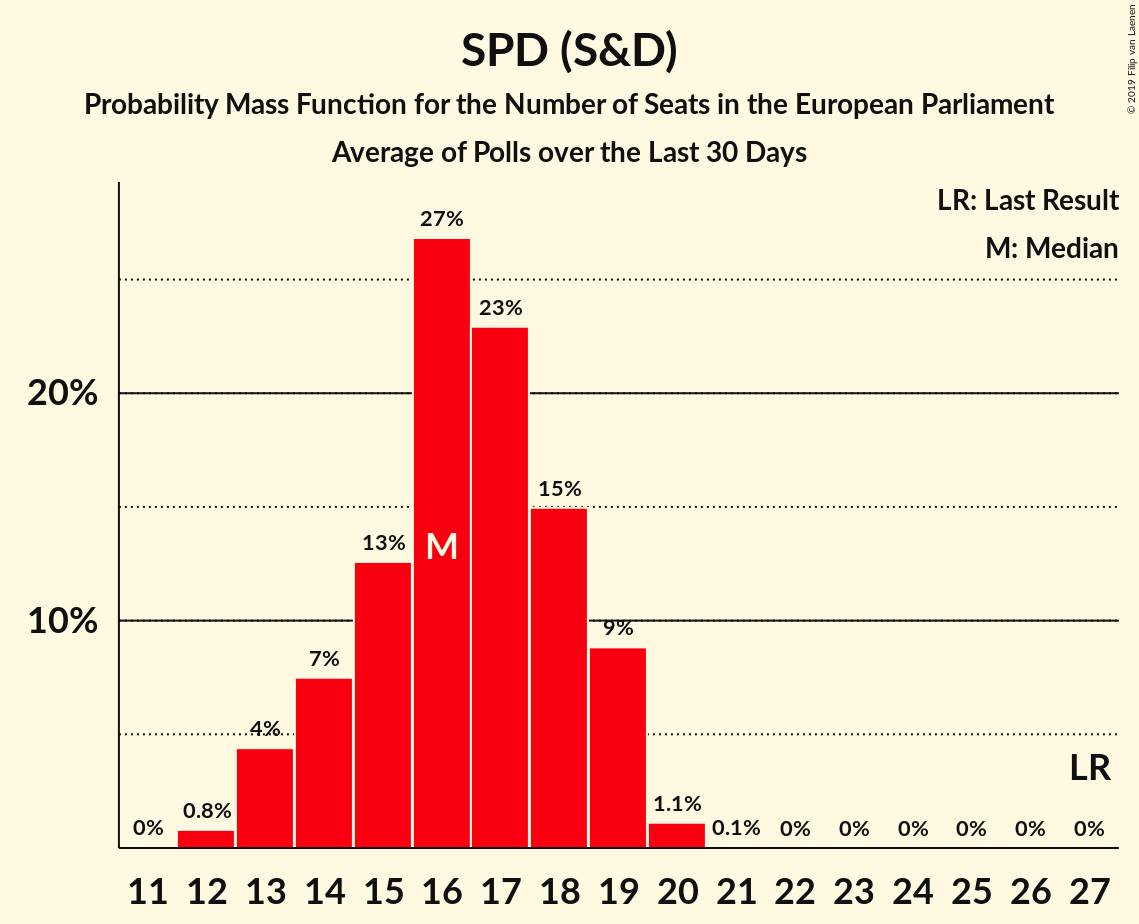 SPD (S&D)
Probability Mass Function for the Number of Seats in the European Parliament
Average of Polls over the Last 30 Days
© 2019 Filip van Laenen
LR: Last Result
M: Median
20%
10%
0%
0.8%
4%
7%
13%
27%
23%
15%
9%
1.1%
0.1%
0%
0%
0%
0%
0%
0%
M
LR
11 12 13 14 15 16 17 18 19 20 21 22 23 24 25 26 27